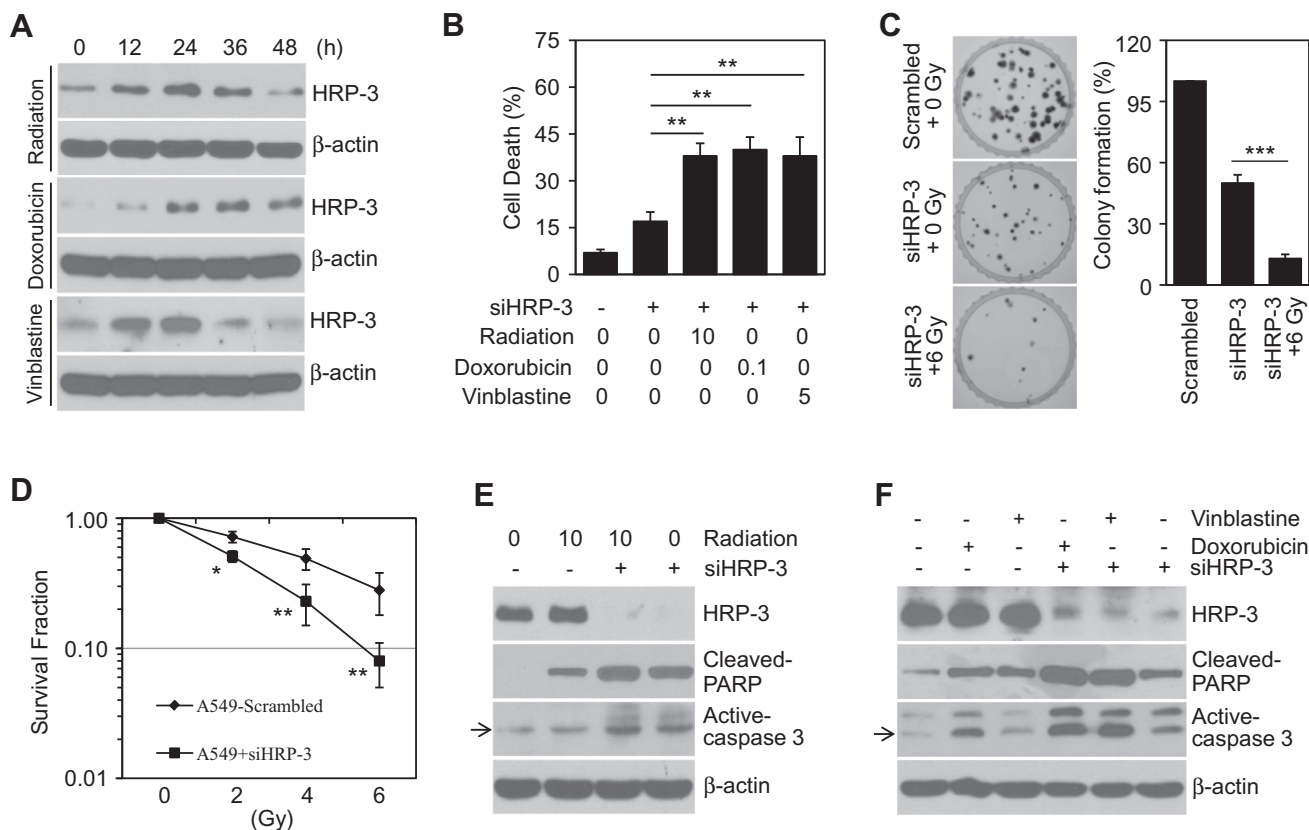 A
0 12 24 36 48 (h)
Radiation
HRP-3
β-actin
Doxorubicin
HRP-3
β-actin
Vinblastine
HRP-3
β-actin
B
Cell Death (%)
75
60
45
30
15
0
**
**
**
siHRP-3 - + + + +
Radiation 0 0 10 0 0
Doxorubicin 0 0 0 0.1 0
Vinblastine 0 0 0 0 5
C
Scrambled
+ 0 Gy
siHRP-3
+ 0 Gy
siHRP-3
+6 Gy
Colony formation (%)
120
95
60
30
0
***
Scrambled
siHRP-3
siHRP-3
+6 Gy
D
Survival Fraction
1.00
0.10
0.01
*
**
**
A549-Scrambled
A549+siHRP-3
0 2 4 6
(Gy)
E
0 10 10 0 Radiation
- - + + siHRP-3
HRP-3
Cleaved-
PARP
Active-
caspase 3
β-actin
F
- - + - + - Vinblastine
- + - + - - Doxorubicin
- - - + + + siHRP-3
HRP-3
Cleaved-
PARP
Active-
caspase 3
β-actin